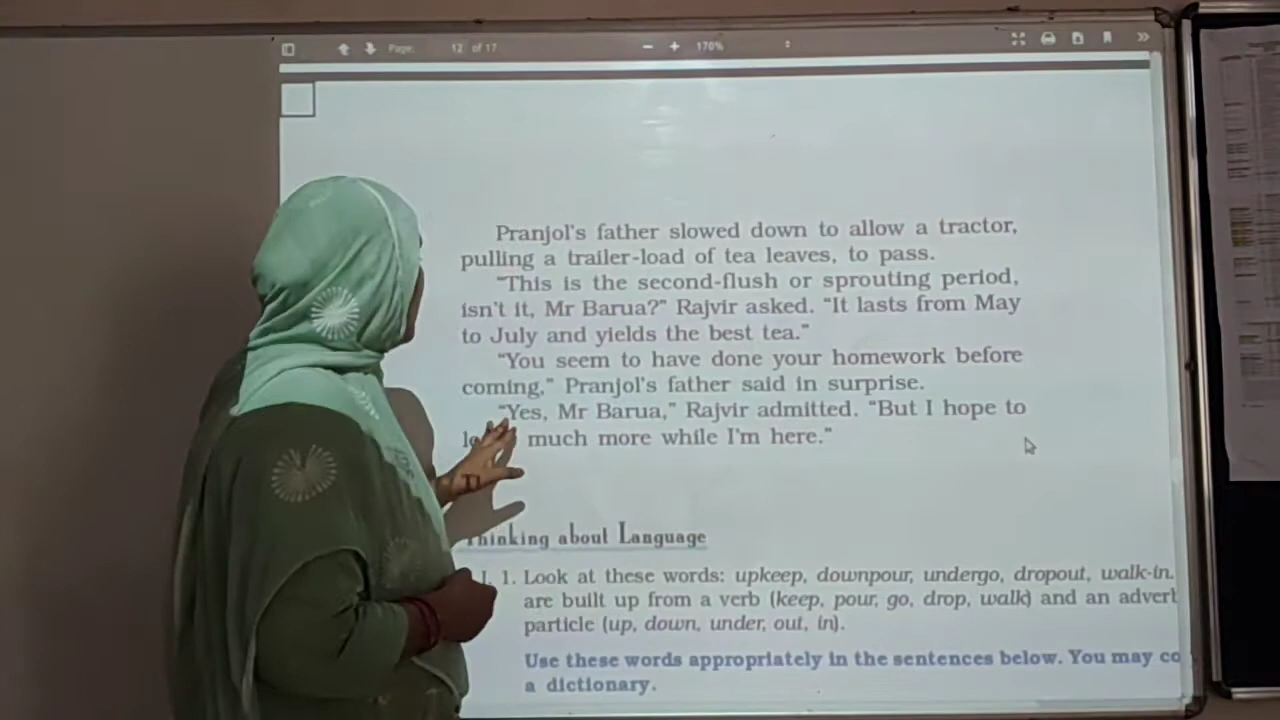 Page: 12 of 17 170%
Pranjol's father slowed down to allow a tractor,
pulling a trailer-load of tea leaves, to pass.
"This is the second-flush or sprouting period,
isn't it, Mr Barua?" Rajvir asked. "It lasts from May
to July and yields the best tea."
"You seem to have done your homework before
coming," Pranjol's father said in surprise.
"Yes, Mr Barua," Rajvir admitted. "But I hope to
much more while I'm here."
Thinking about Language
I. 1. Look at these words: upkeep, downpour, undergo, dropout, walk-in.
are built up from a verb (keep, pour, go, drop, walk) and an adverb
particle (up, down, under, out, in).
Use these words appropriately in the sentences below. You may co
a dictionary.